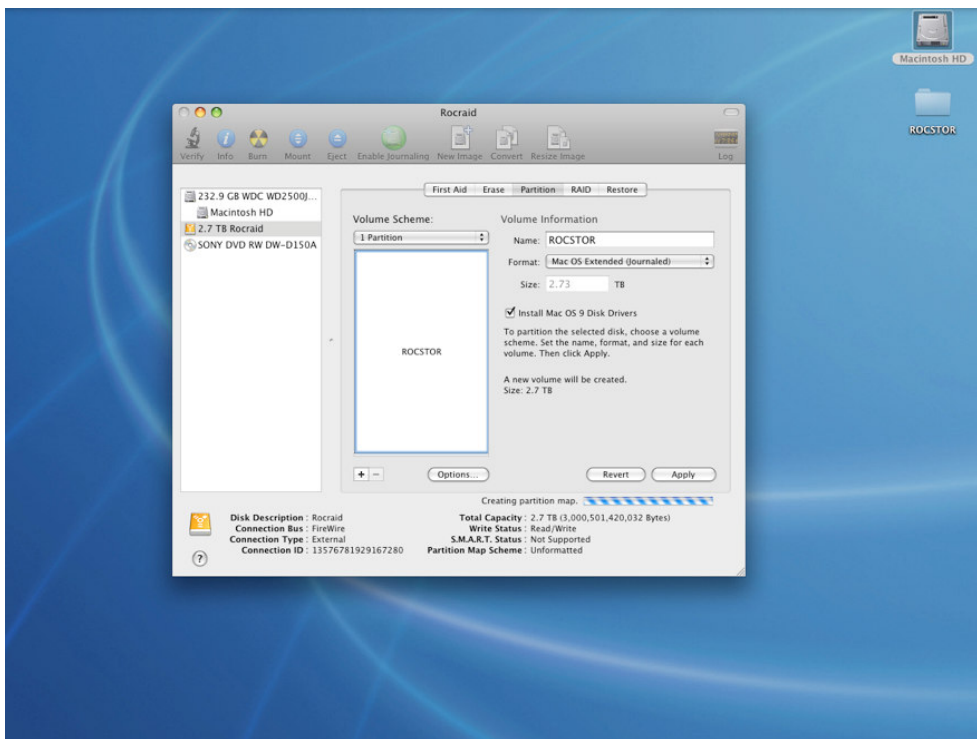 Macintosh HD
ROCSTOR
Rocraid
Verify Info Burn Mount Eject Enable Journaling New Image Convert Resize Image Log
232.9 GB WDC WD2500J...
Macintosh HD
2.7 TB Rocraid
SONY DVD RW DW-D150A
First Aid Erase Partition RAID Restore
Volume Scheme:
1 Partition
ROCSTOR
Volume Information
Name: ROCSTOR
Format: Mac OS Extended (Journaled)
Size: 2.73 TB
Install Mac OS 9 Disk Drivers
To partition the selected disk, choose a volume
scheme. Set the name, format, and size for each
volume. Then click Apply.
A new volume will be created.
Size: 2.7 TB
+ −
Options...
Revert
Apply
Creating partition map.
Disk Description : Rocraid
Connection Bus : FireWire
Connection Type : External
Connection ID : 13576781929167280
Total Capacity : 2.7 TB (3,000,501,420,032 Bytes)
Write Status : Read/Write
S.M.A.R.T. Status : Not Supported
Partition Map Scheme : Unformatted
?